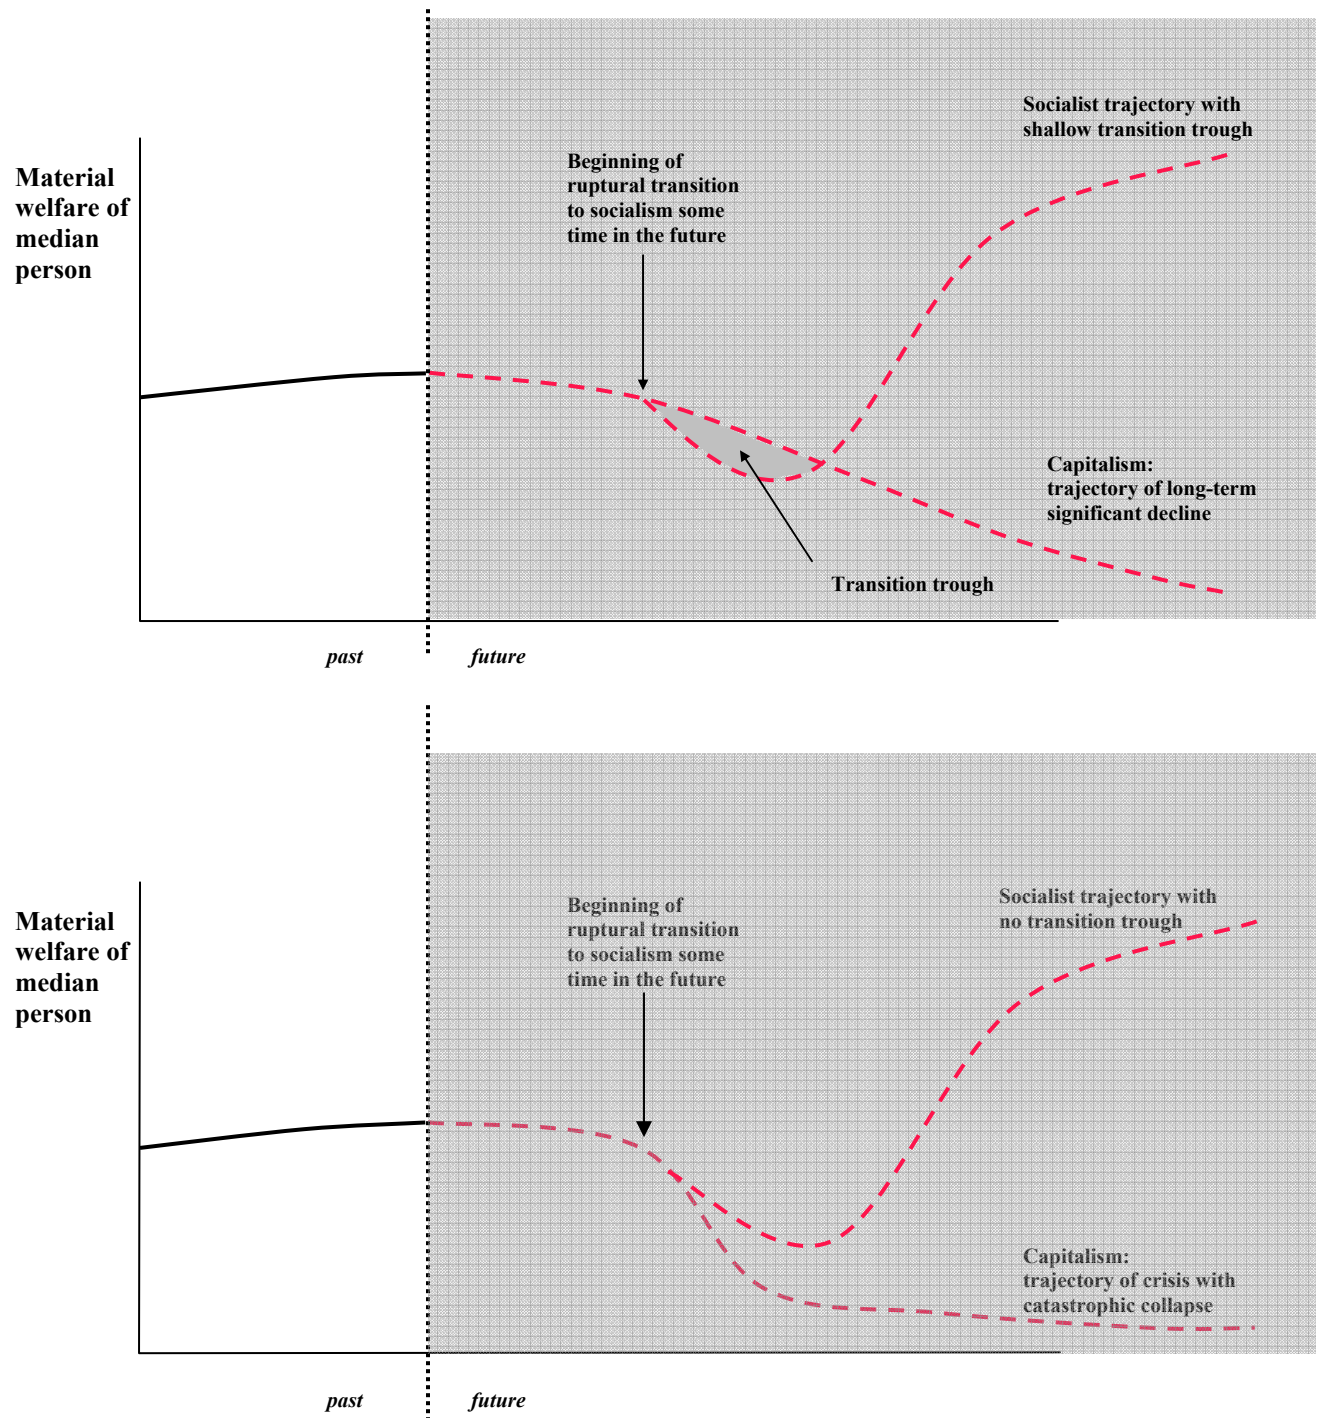 Socialist trajectory with
shallow transition trough
Beginning of
ruptural transition
to socialism some
time in the future
Material
welfare of
median
person
Capitalism:
trajectory of long-term
significant decline
Transition trough
past
future
Socialist trajectory with
no transition trough
Beginning of
ruptural transition
to socialism some
time in the future
Material
welfare of
median
person
Capitalism:
trajectory of crisis with
catastrophic collapse
past
future